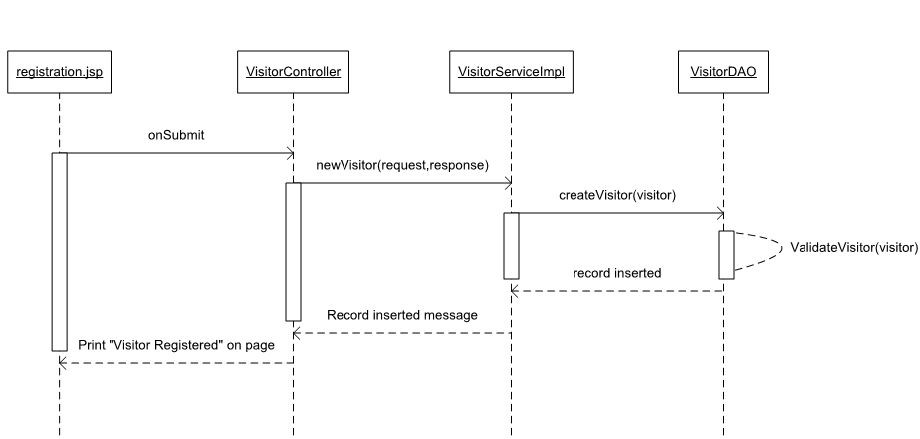 registration.jsp
VisitorController
VisitorServiceImpl
VisitorDAO
onSubmit
newVisitor(request,response)
createVisitor(visitor)
ValidateVisitor(visitor)
record inserted
Record inserted message
Print "Visitor Registered" on page